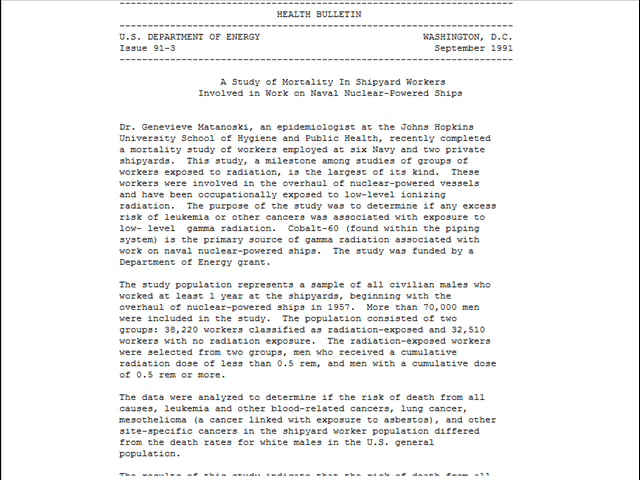 HEALTH BULLETIN
U.S. DEPARTMENT OF ENERGY WASHINGTON, D.C.
Issue 91-3 September 1991
A Study of Mortality In Shipyard Workers
Involved in Work on Naval Nuclear-Powered Ships
Dr. Genevieve Matanoski, an epidemiologist at the Johns Hopkins
University School of Hygiene and Public Health, recently completed
a mortality study of workers employed at six Navy and two private
shipyards. This study, a milestone among studies of groups of
workers exposed to radiation, is the largest of its kind. These
workers were involved in the overhaul of nuclear-powered vessels
and have been occupationally exposed to low-level ionizing
radiation. The purpose of the study was to determine if any excess
risk of leukemia or other cancers was associated with exposure to
low- level gamma radiation. Cobalt-60 (found within the piping
system) is the primary source of gamma radiation associated with
work on naval nuclear-powered ships. The study was funded by a
Department of Energy grant.
The study population represents a sample of all civilian males who
worked at least 1 year at the shipyards, beginning with the
overhaul of nuclear-powered ships in 1957. More than 70,000 men
were included in the study. The population consisted of two
groups: 38,220 workers classified as radiation-exposed and 32,510
workers with no radiation exposure. The radiation-exposed workers
were selected from two groups, men who received a cumulative
radiation dose of less than 0.5 rem, and men with a cumulative dose
of 0.5 rem or more.
The data were analyzed to determine if the risk of death from all
causes, leukemia and other blood-related cancers, lung cancer,
mesothelioma (a cancer linked with exposure to asbestos), and other
site-specific cancers in the shipyard worker population differed
from the death rates for white males in the U.S. general
population.
The results of this study indicate that the risk of death from all